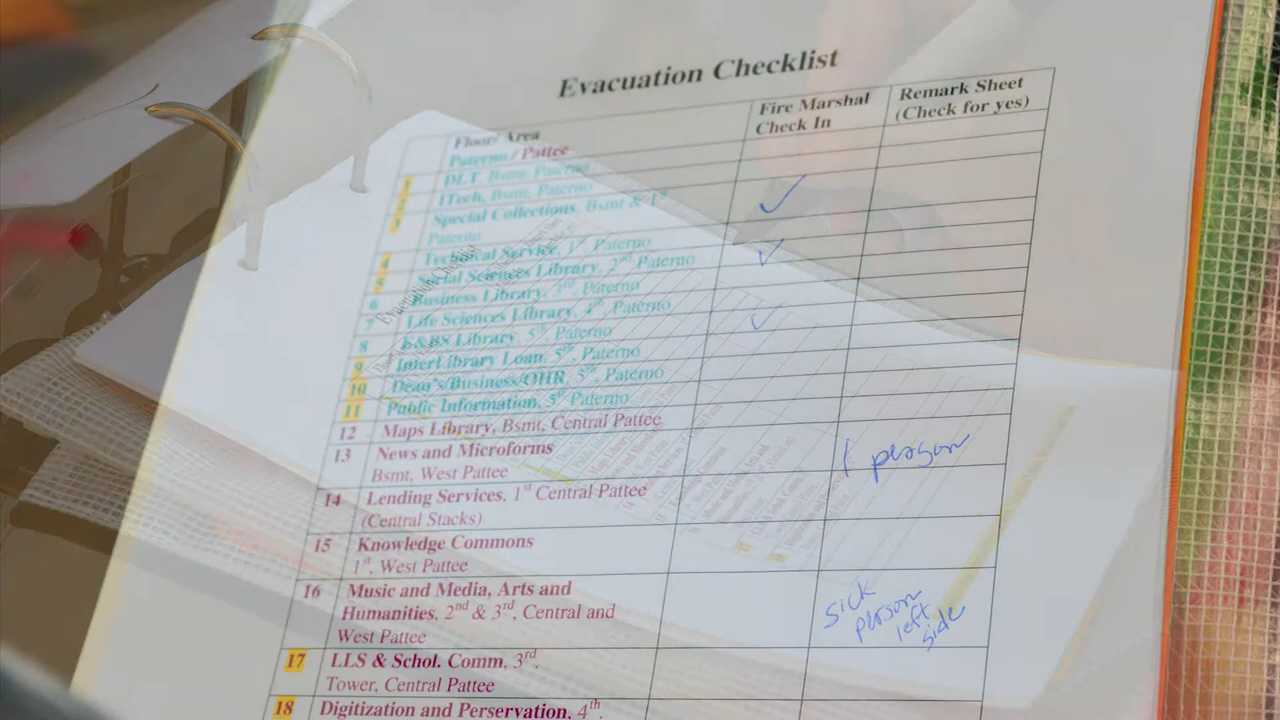 Evacuation Checklist
Floor/ Area
Fire Marshal
Check In
Remark Sheet
(Check for yes)
Paterno / Pattee
1 DLT, Bsmt, Paterno
2 ITech, Bsmt, Paterno
3 Special Collections, Bsmt & 1st
Paterno
4 Technical Service, 1st Paterno
5 Social Sciences Library, 2nd Paterno
6 Business Library, 3rd, Paterno
7 Life Sciences Library, 4th, Paterno
8 Library, 5th Paterno
9 InterLibrary Loan, 5th, Paterno
10 Dean's/Business/OHR, 5th, Paterno
11 Public Information, 5th Paterno
12 Maps Library, Bsmt, Central Pattee
13 News and Microforms
Bsmt, West Pattee
1 person
14 Lending Services, 1st Central Pattee
(Central Stacks)
15 Knowledge Commons
1st, West Pattee
16 Music and Media, Arts and
Humanities, 2nd & 3rd, Central and
West Pattee
sick
person
left
side
17 LLS & Schol. Comm, 3rd,
Tower, Central Pattee
18 Digitization and Perservation, 4th,
Evacuation Checklist